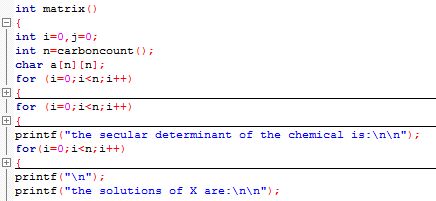 int matrix()
{
int i=0,j=0;
int n=carboncount();
char a[n][n];
for (i=0;i<n;i++)
{
for (i=0;i<n;i++)
{
printf("the secular determinant of the chemical is:\n\n");
for(i=0;i<n;i++)
{
printf("\n");
printf("the solutions of X are:\n\n");